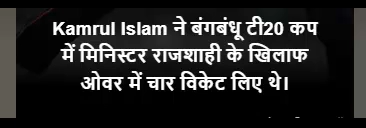 Kamrul Islam ने बंगबंधू टी20 कप
में मिनिस्टर राजशाही के खिलाफ
ओवर में चार विकेट लिए थे।